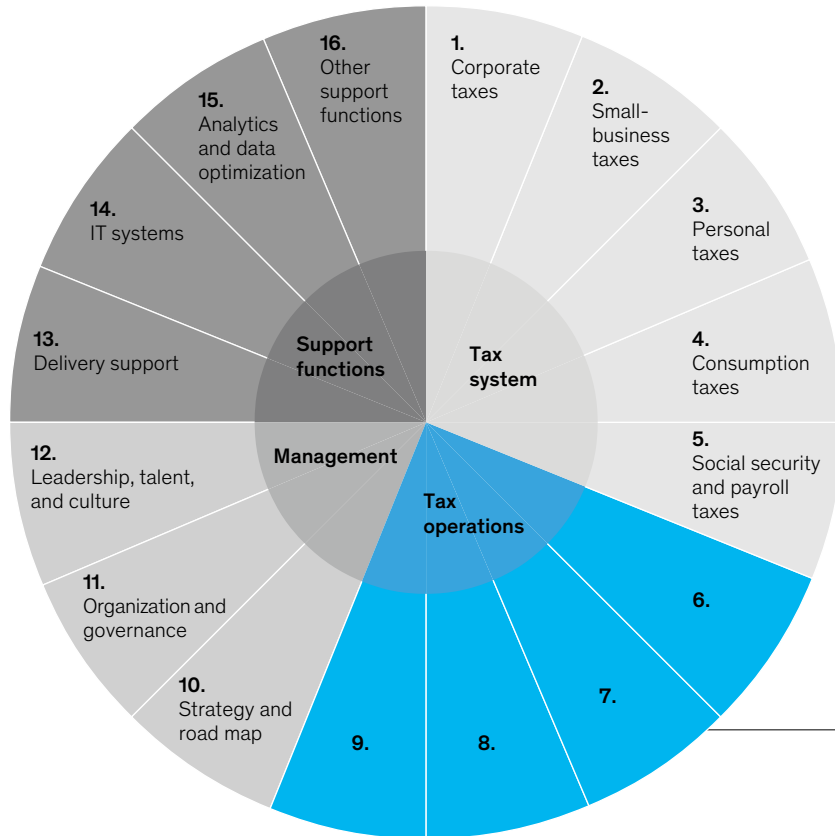 1.
Corporate
taxes
2.
Small-
business
taxes
3.
Personal
taxes
4.
Consumption
taxes
5.
Social security
and payroll
taxes
6.
7.
8.
9.
10.
Strategy and
road map
11.
Organization and
governance
12.
Leadership, talent,
and culture
13.
Delivery support
14.
IT systems
15.
Analytics
and data
optimization
16.
Other
support
functions
Support
functions
Tax
system
Management
Tax
operations